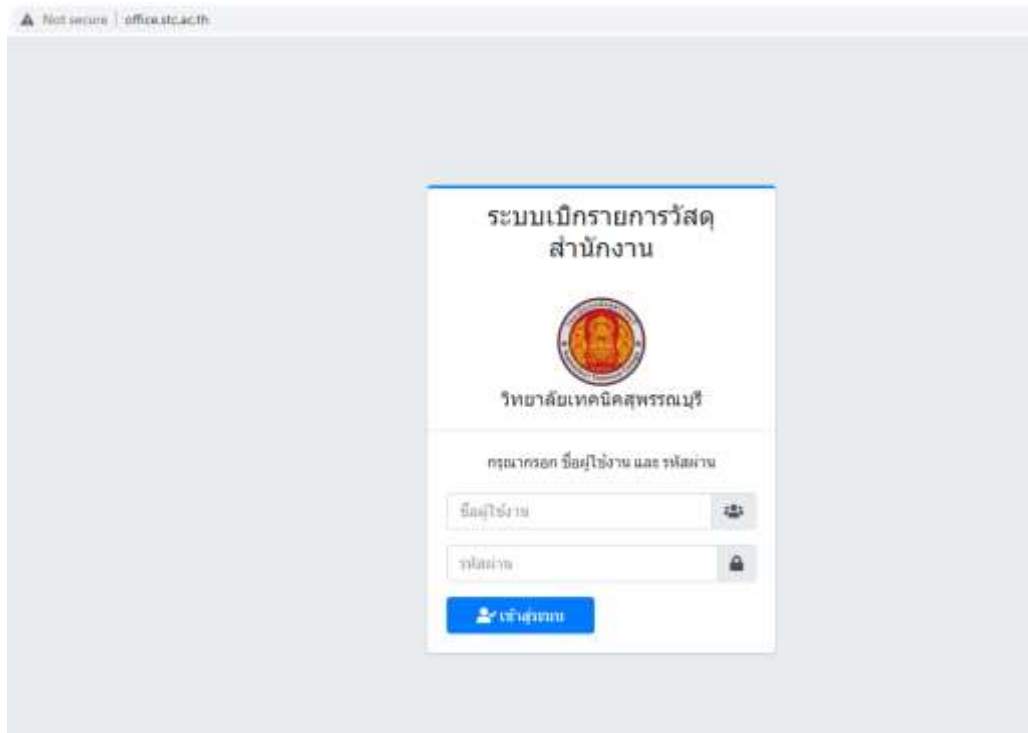 Not secure | office.stc.ac.th
ระบบเบิกรายการวัสดุ
สำนักงาน
วิทยาลัยเทคนิคสุพรรณบุรี
กรุณากรอก ชื่อผู้ใช้งาน และ รหัสผ่าน
ชื่อผู้ใช้งาน
รหัสผ่าน
เข้าสู่ระบบ